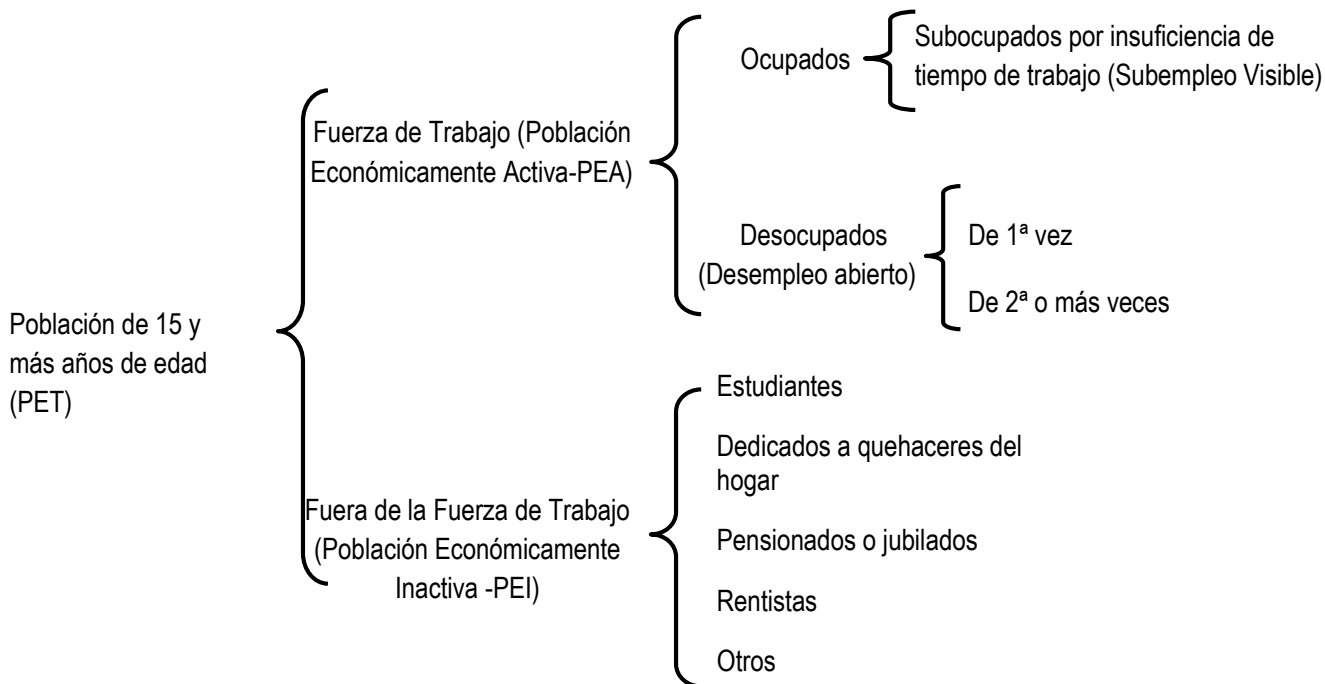 Población de 15 y
más años de edad
(PET)
Fuerza de Trabajo (Población
Económicamente Activa-PEA)
Ocupados
Subocupados por insuficiencia de
tiempo de trabajo (Subempleo Visible)
Desocupados
(Desempleo abierto)
De 1ª vez
De 2ª o más veces
Fuera de la Fuerza de Trabajo
(Población Económicamente
Inactiva -PEI)
Estudiantes
Dedicados a quehaceres del
hogar
Pensionados o jubilados
Rentistas
Otros